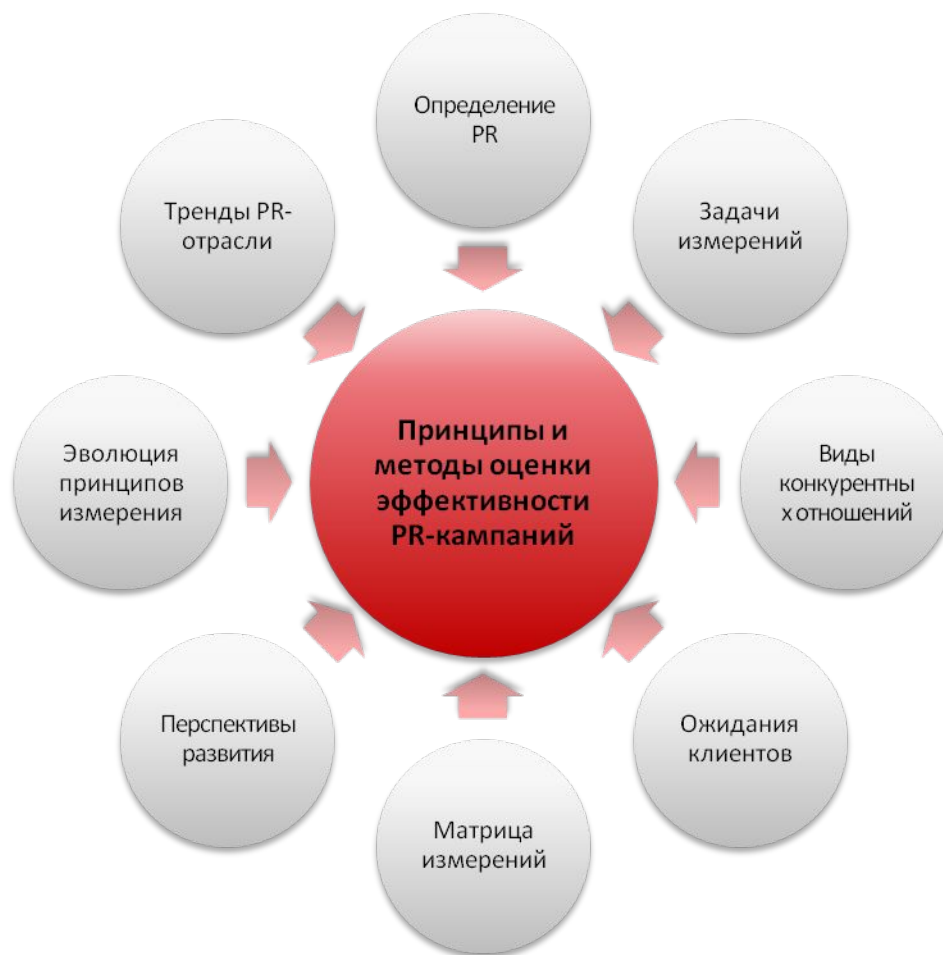 Определение
PR
Тренды PR-
отрасли
Задачи
измерений
Эволюция
принципов
измерения
Принципы и
методы оценки
эффективности
PR-кампаний
Виды
конкурентны
х отношений
Перспективы
развития
Ожидания
клиентов
Матрица
измерений